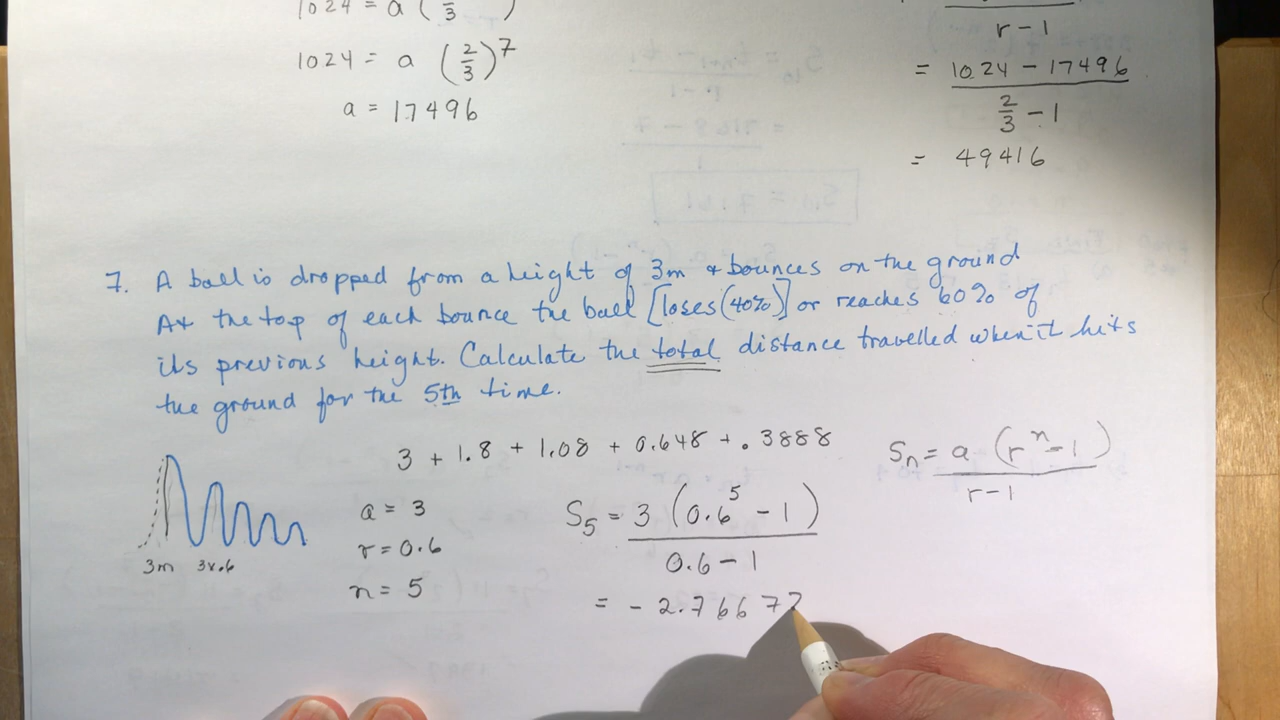 1024 = a (
3
)
1024 = a (2/3)^7
a = 17496
r - 1
= 1024 - 17496
2/3 - 1
= 49416
7. A ball is dropped from a height of 3m & bounces on the ground
At the top of each bounce the ball [loses (40%)] or reaches 60% of
its previous height. Calculate the total distance travelled when it hits
the ground for the 5th time.
3 + 1.8 + 1.08 + 0.648 + .3888
Sn = a (r^n - 1)
r - 1
3m 3x.6
a = 3
r = 0.6
n = 5
S5 = 3 (0.6^5 - 1)
0.6 - 1
= - 2.76672